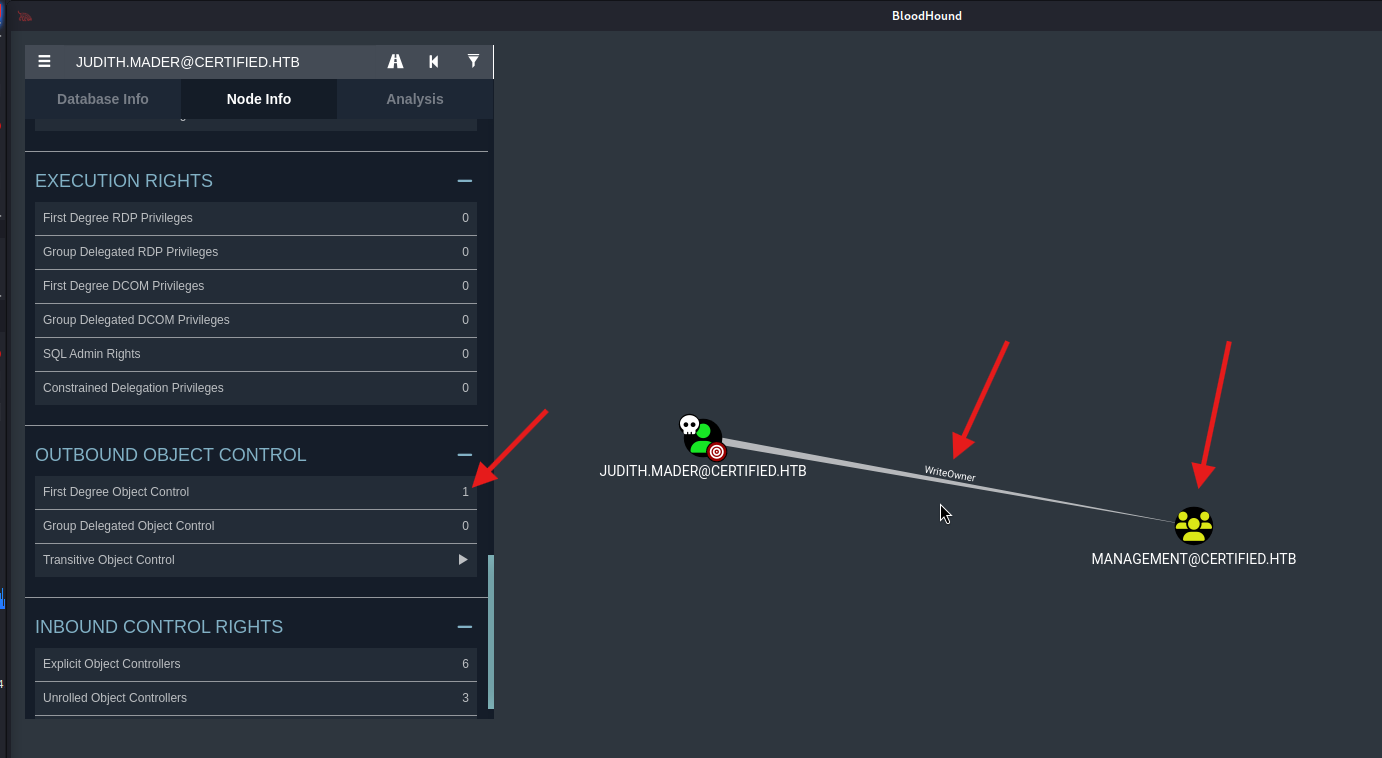 BloodHound
JUDITH.MADER@CERTIFIED.HTB
Database Info
Node Info
Analysis
EXECUTION RIGHTS
First Degree RDP Privileges 0
Group Delegated RDP Privileges 0
First Degree DCOM Privileges 0
Group Delegated DCOM Privileges 0
SQL Admin Rights 0
Constrained Delegation Privileges 0
OUTBOUND OBJECT CONTROL
First Degree Object Control 1
Group Delegated Object Control 0
Transitive Object Control
INBOUND CONTROL RIGHTS
Explicit Object Controllers 6
Unrolled Object Controllers 3
JUDITH.MADER@CERTIFIED.HTB
WriteOwner
MANAGEMENT@CERTIFIED.HTB